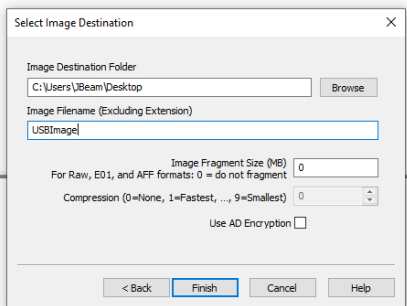 Select Image Destination
Image Destination Folder
C:\Users\JBeam\Desktop
Browse
Image Filename (Excluding Extension)
USBImage
Image Fragment Size (MB)
For Raw, E01, and AFF formats: 0 = do not fragment
0
Compression (0=None, 1=Fastest, ..., 9=Smallest)
0
Use AD Encryption
< Back
Finish
Cancel
Help